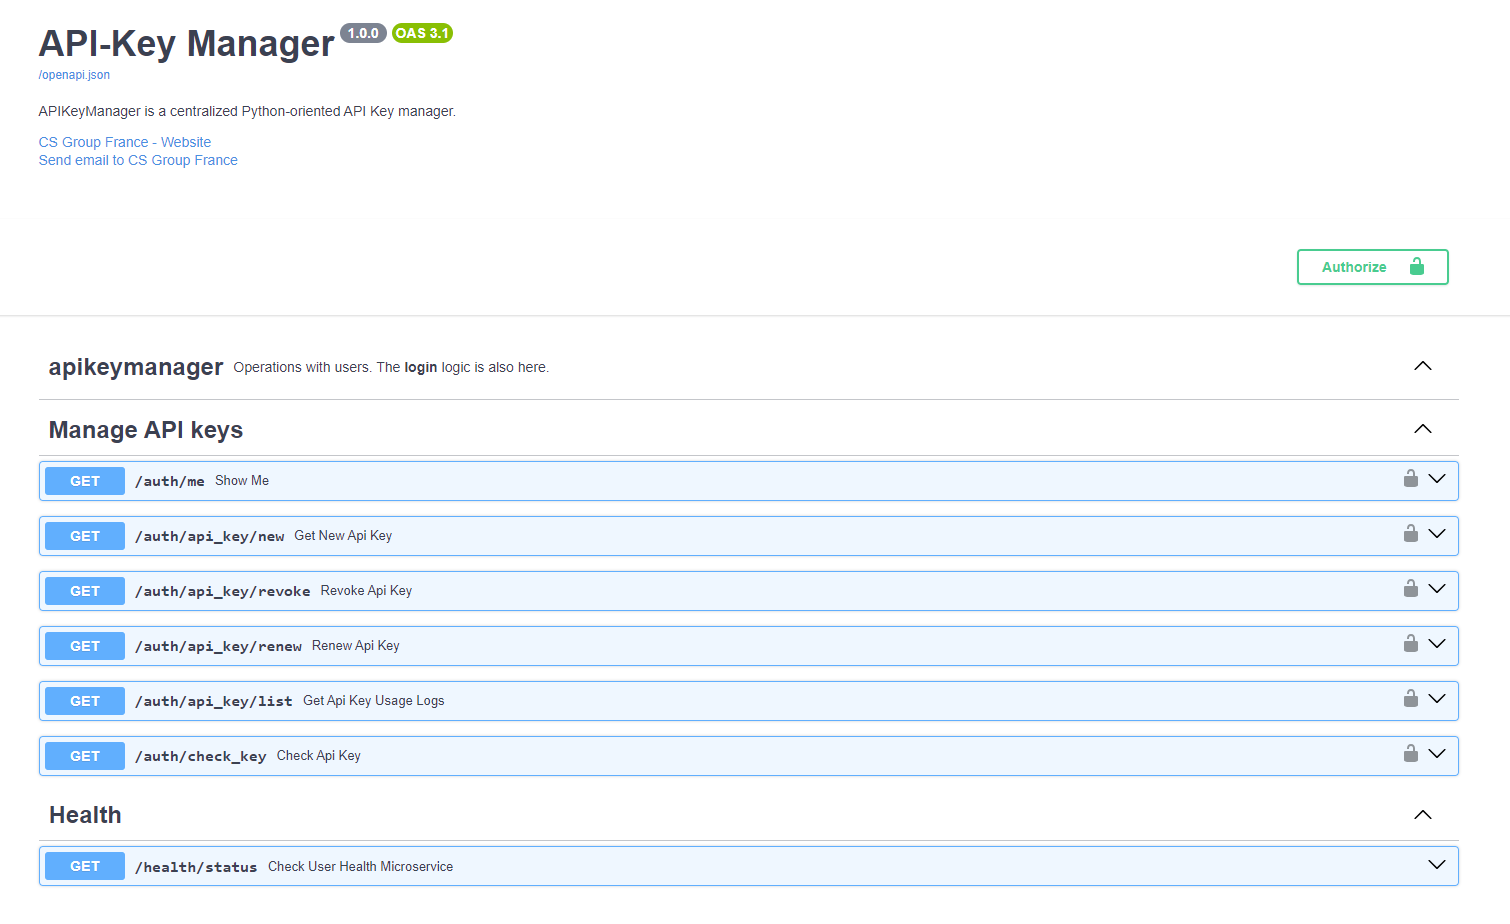 API-Key Manager 1.0.0 OAS 3.1
/openapi.json
APIKeyManager is a centralized Python-oriented API Key manager.
CS Group France - Website
Send email to CS Group France
Authorize
apikeymanager Operations with users. The login logic is also here.
Manage API keys
GET /auth/me Show Me
GET /auth/api_key/new Get New Api Key
GET /auth/api_key/revoke Revoke Api Key
GET /auth/api_key/renew Renew Api Key
GET /auth/api_key/list Get Api Key Usage Logs
GET /auth/check_key Check Api Key
Health
GET /health/status Check User Health Microservice